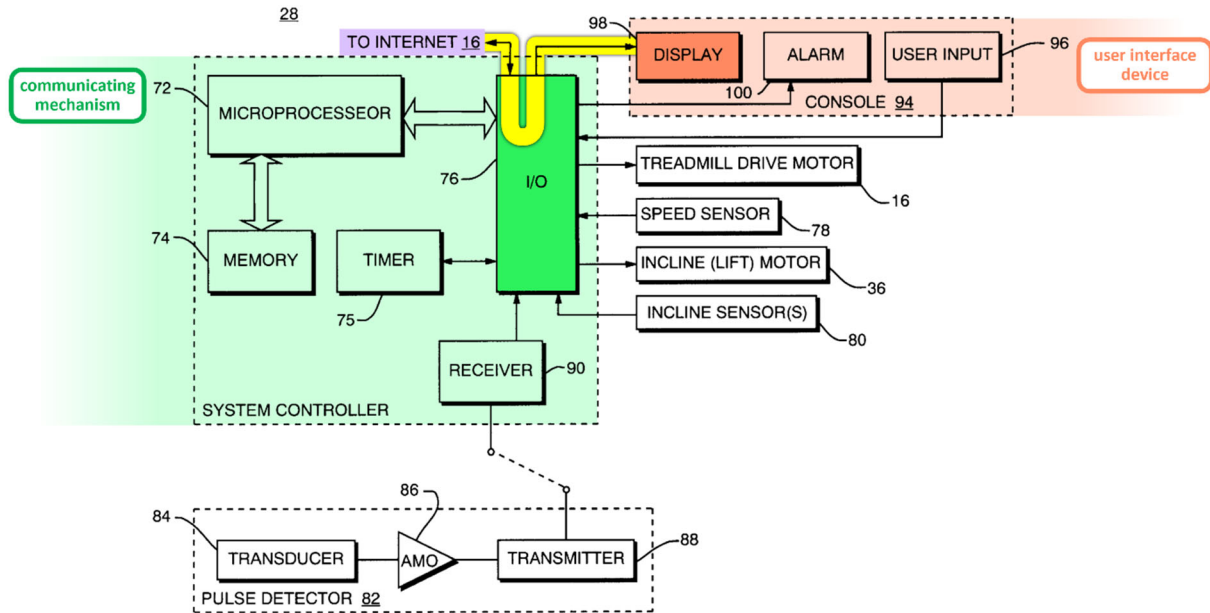 28
TO INTERNET 16
98
DISPLAY
ALARM
USER INPUT
96
user interface
device
communicating
mechanism
72
MICROPROCESSEOR
100
CONSOLE 94
76
I/O
TREADMILL DRIVE MOTOR
16
SPEED SENSOR
78
74
MEMORY
TIMER
75
INCLINE (LIFT) MOTOR
36
INCLINE SENSOR(S)
80
RECEIVER
90
SYSTEM CONTROLLER
84
86
TRANSDUCER
AMO
TRANSMITTER
88
PULSE DETECTOR 82